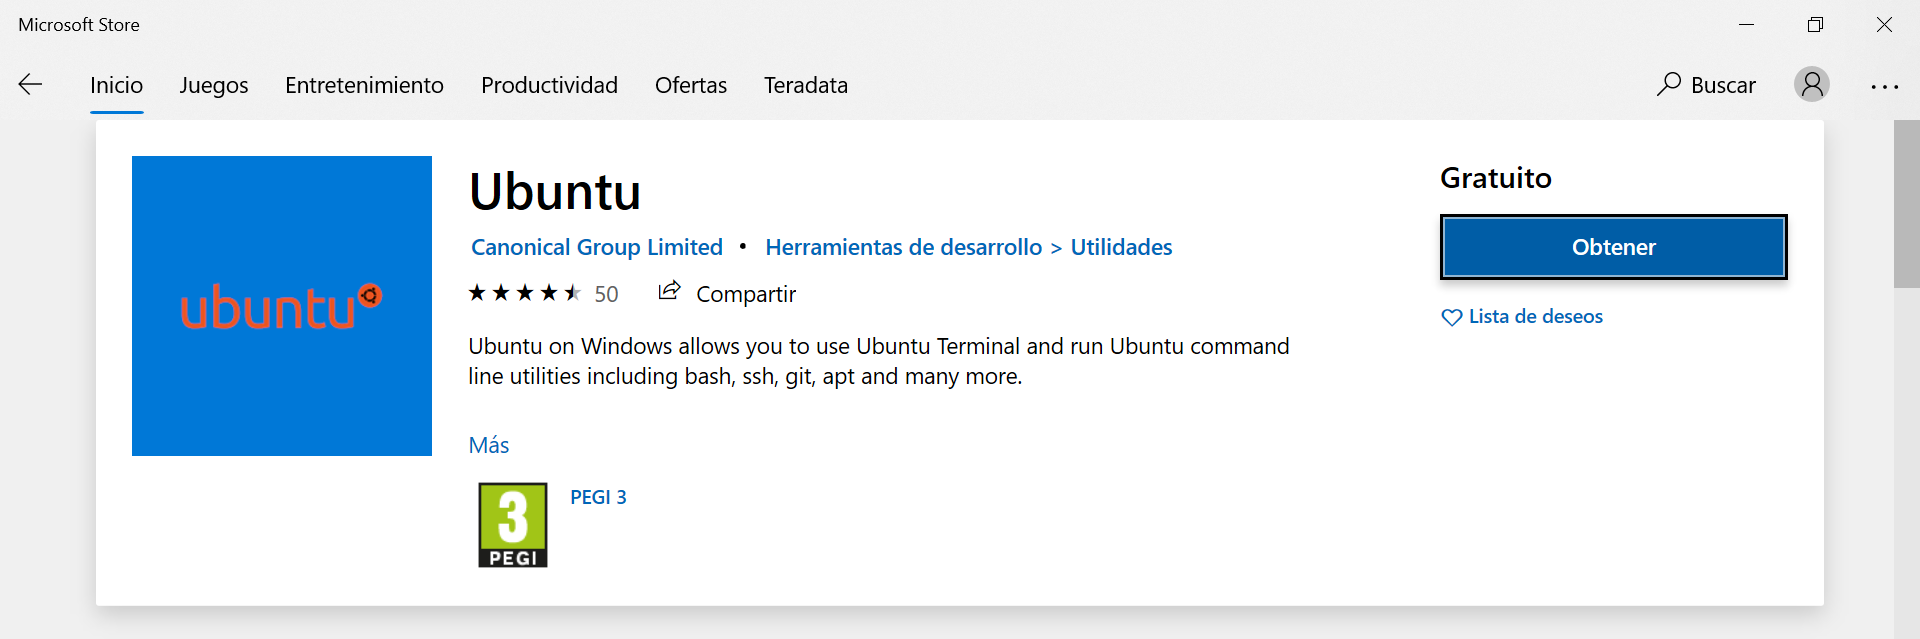 Microsoft Store
Inicio Juegos Entretenimiento Productividad Ofertas Teradata Buscar
ubuntu
Ubuntu
Canonical Group Limited • Herramientas de desarrollo > Utilidades
50 Compartir
Ubuntu on Windows allows you to use Ubuntu Terminal and run Ubuntu command
line utilities including bash, ssh, git, apt and many more.
Más
3
PEGI
PEGI 3
Gratuito
Obtener
Lista de deseos